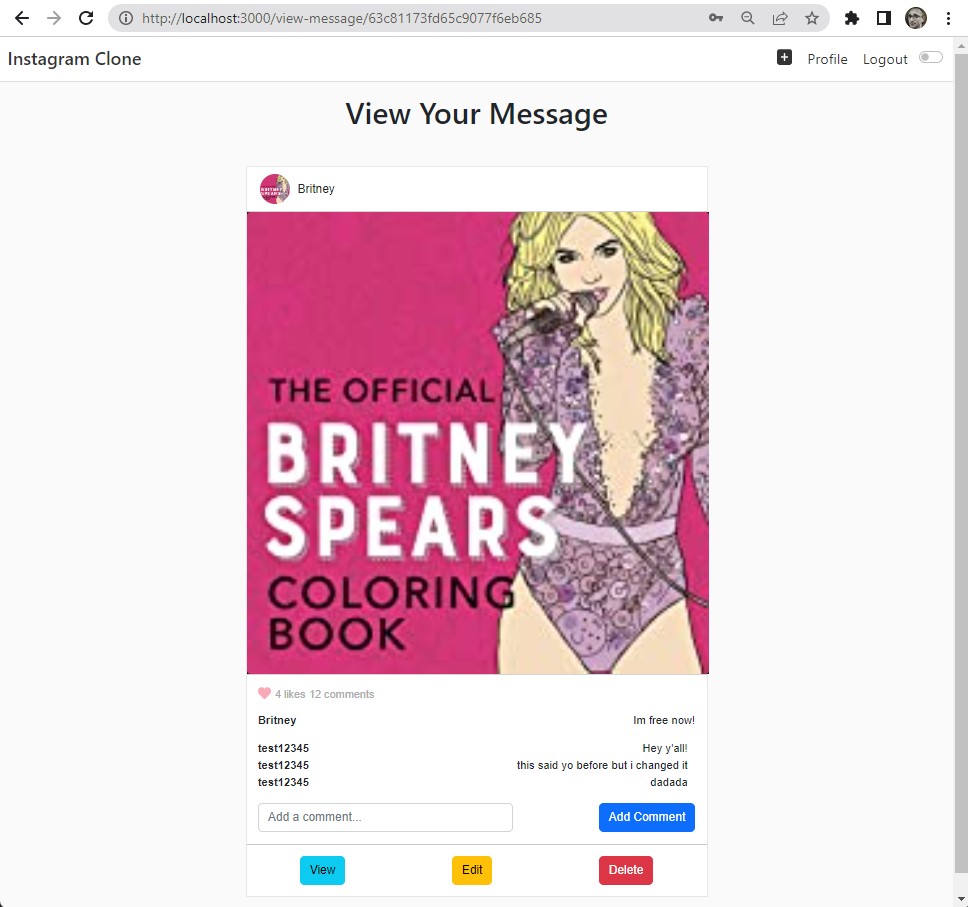 http://localhost:3000/view-message/63c81173fd65c9077f6eb685
Instagram Clone
Profile Logout
View Your Message
Britney
THE OFFICIAL
BRITNEY
SPEARS
COLORING
BOOK
4 likes 12 comments
Britney Im free now!
test12345 Hey y'all!
test12345 this said yo before but i changed it
test12345 dadada
Add a comment... Add Comment
View Edit Delete